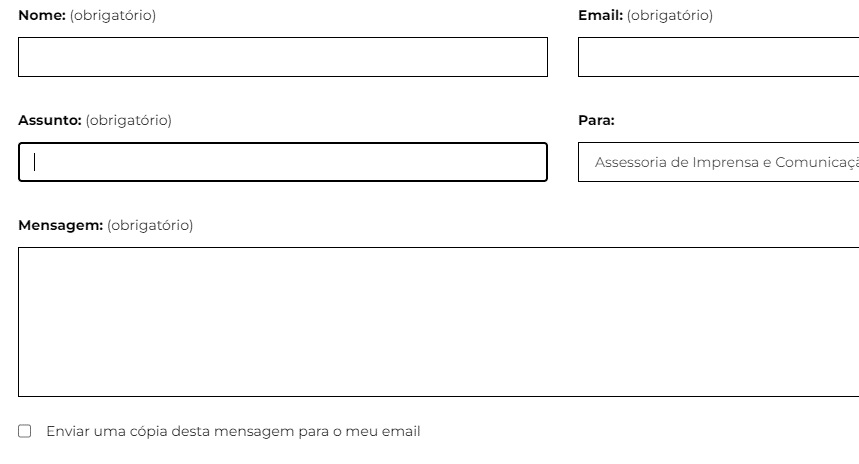 Nome: (obrigatório)
Email: (obrigatório)
Assunto: (obrigatório)
Para:
Assessoria de Imprensa e
Mensagem: (obrigatório)
Enviar uma cópia desta mensagem para o meu email